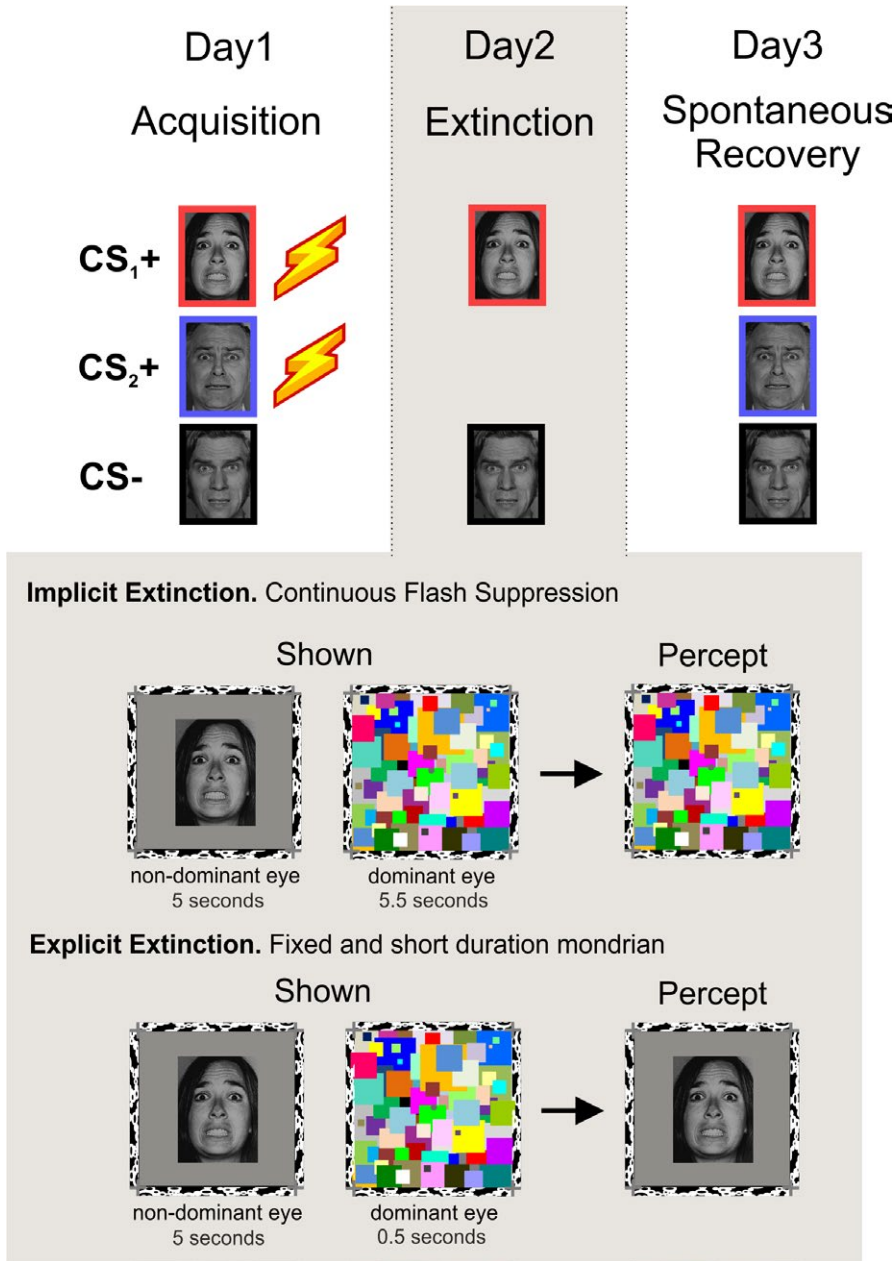 Day1
Day2
Day3
Acquisition
Extinction
Spontaneous
Recovery
CS₁+
CS₂+
CS-
Implicit Extinction. Continuous Flash Suppression
Shown
Percept
non-dominant eye
5 seconds
dominant eye
5.5 seconds
Explicit Extinction. Fixed and short duration mondrian
Shown
Percept
non-dominant eye
5 seconds
dominant eye
0.5 seconds